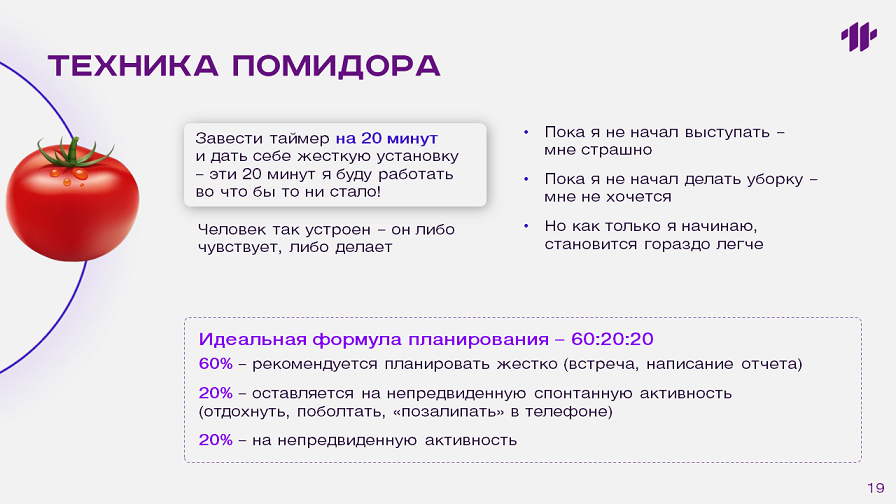 ТЕХНИКА ПОМИДОРА
Завести таймер на 20 минут
и дать себе жесткую установку
– эти 20 минут я буду работать
во что бы то ни стало!
Человек так устроен – он либо
чувствует, либо делает
• Пока я не начал выступать –
мне страшно
• Пока я не начал делать уборку –
мне не хочется
• Но как только я начинаю,
становится гораздо легче
Идеальная формула планирования – 60:20:20
60% – рекомендуется планировать жестко (встреча, написание отчета)
20% – оставляется на непредвиденную спонтанную активность
(отдохнуть, поболтать, «позалипать» в телефоне)
20% – на непредвиденную активность
19